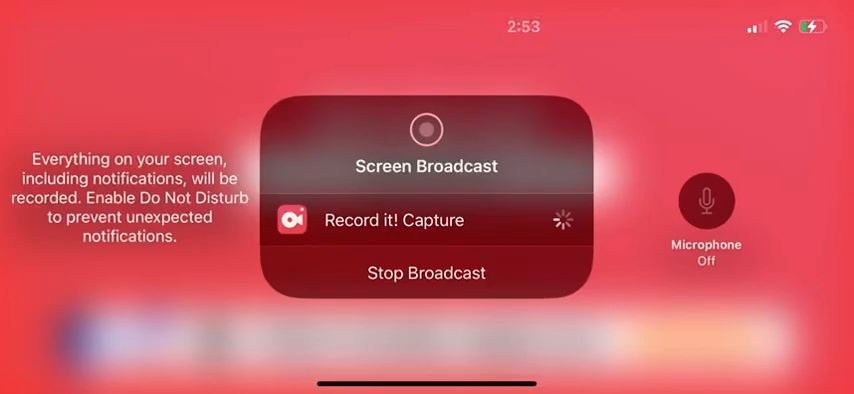 2:53
Everything on your screen,
including notifications, will be
recorded. Enable Do Not Disturb
to prevent unexpected
notifications.
Screen Broadcast
Record it! Capture
Stop Broadcast
Microphone
Off